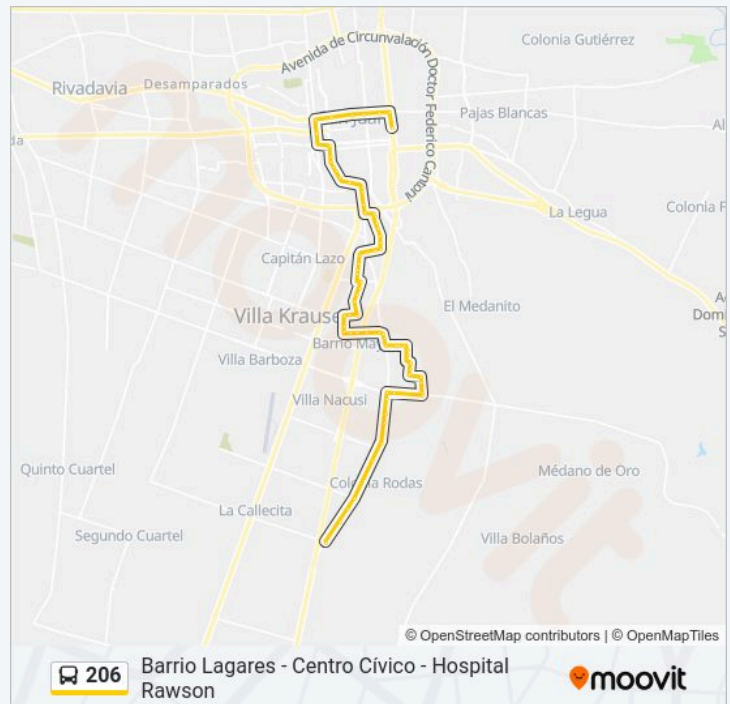 Colonia Gutiérrez
Avenida de Circunvalación Doctor Federico Cantoni
Rivadavia
Desamparados
Pajas Blancas
La Legua
Colonia F
Capitán Lazo
El Medanito
Villa Krause
Barrio May
Villa Barboza
Villa Nacusi
Quinto Cuartel
Colonia Rodas
Médano de Oro
La Callecita
Segundo Cuartel
Villa Bolaños
moovit
© OpenStreetMap contributors | © OpenMapTiles
206
Barrio Lagares - Centro Cívico - Hospital
Rawson
moovit